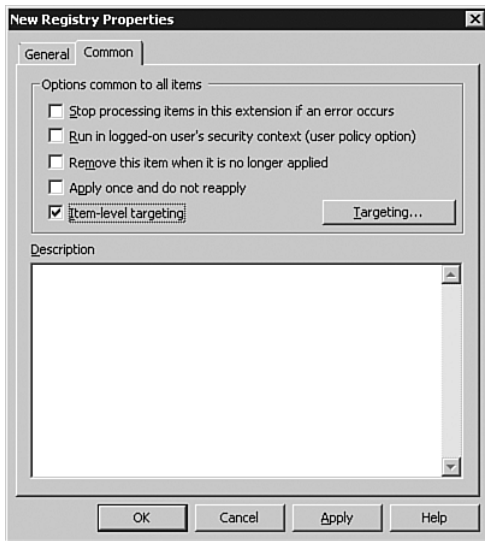 New Registry Properties
General Common
Options common to all items
Stop processing items in this extension if an error occurs
Run in logged-on user's security context (user policy option)
Remove this item when it is no longer applied
Apply once and do not reapply
Item-level targeting Targeting...
Description
OK Cancel Apply Help